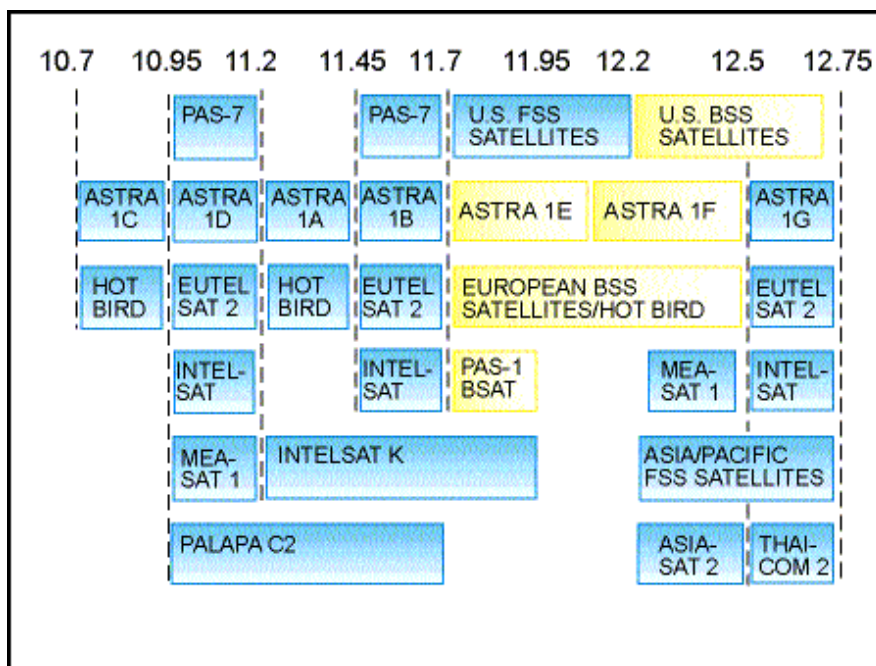 10.7 10.95 11.2 11.45 11.7 11.95 12.2 12.5 12.75
PAS-7
PAS-7
U.S. FSS
SATELLITES
U.S. BSS
SATELLITES
ASTRA
1C
ASTRA
1D
ASTRA
1A
ASTRA
1B
ASTRA 1E
ASTRA 1F
ASTRA
1G
HOT
BIRD
EUTEL
SAT 2
HOT
BIRD
EUTEL
SAT 2
EUROPEAN BSS
SATELLITES/HOT BIRD
EUTEL
SAT 2
INTEL-
SAT
INTEL-
SAT
PAS-1
BSAT
MEA-
SAT 1
INTEL-
SAT
MEA-
SAT 1
INTELSAT K
ASIA/PACIFIC
FSS SATELLITES
PALAPA C2
ASIA-
SAT 2
THAI-
COM 2